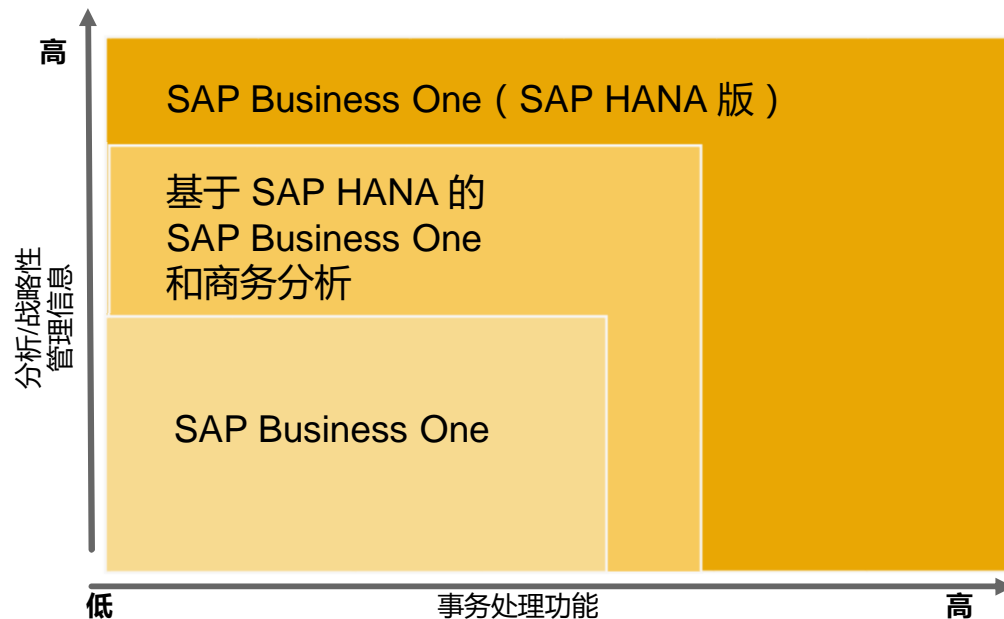 高
SAP Business One（SAP HANA 版）
基于 SAP HANA 的
SAP Business One
和商务分析
分析/战略性
管理信息
SAP Business One
低
事务处理功能
高